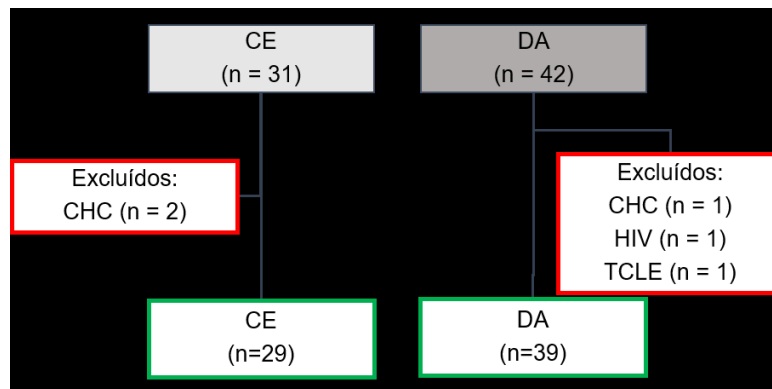 CE
(n = 31)
DA
(n = 42)
Excluídos:
CHC (n = 2)
Excluídos:
CHC (n = 1)
HIV (n = 1)
TCLE (n = 1)
CE
(n=29)
DA
(n=39)